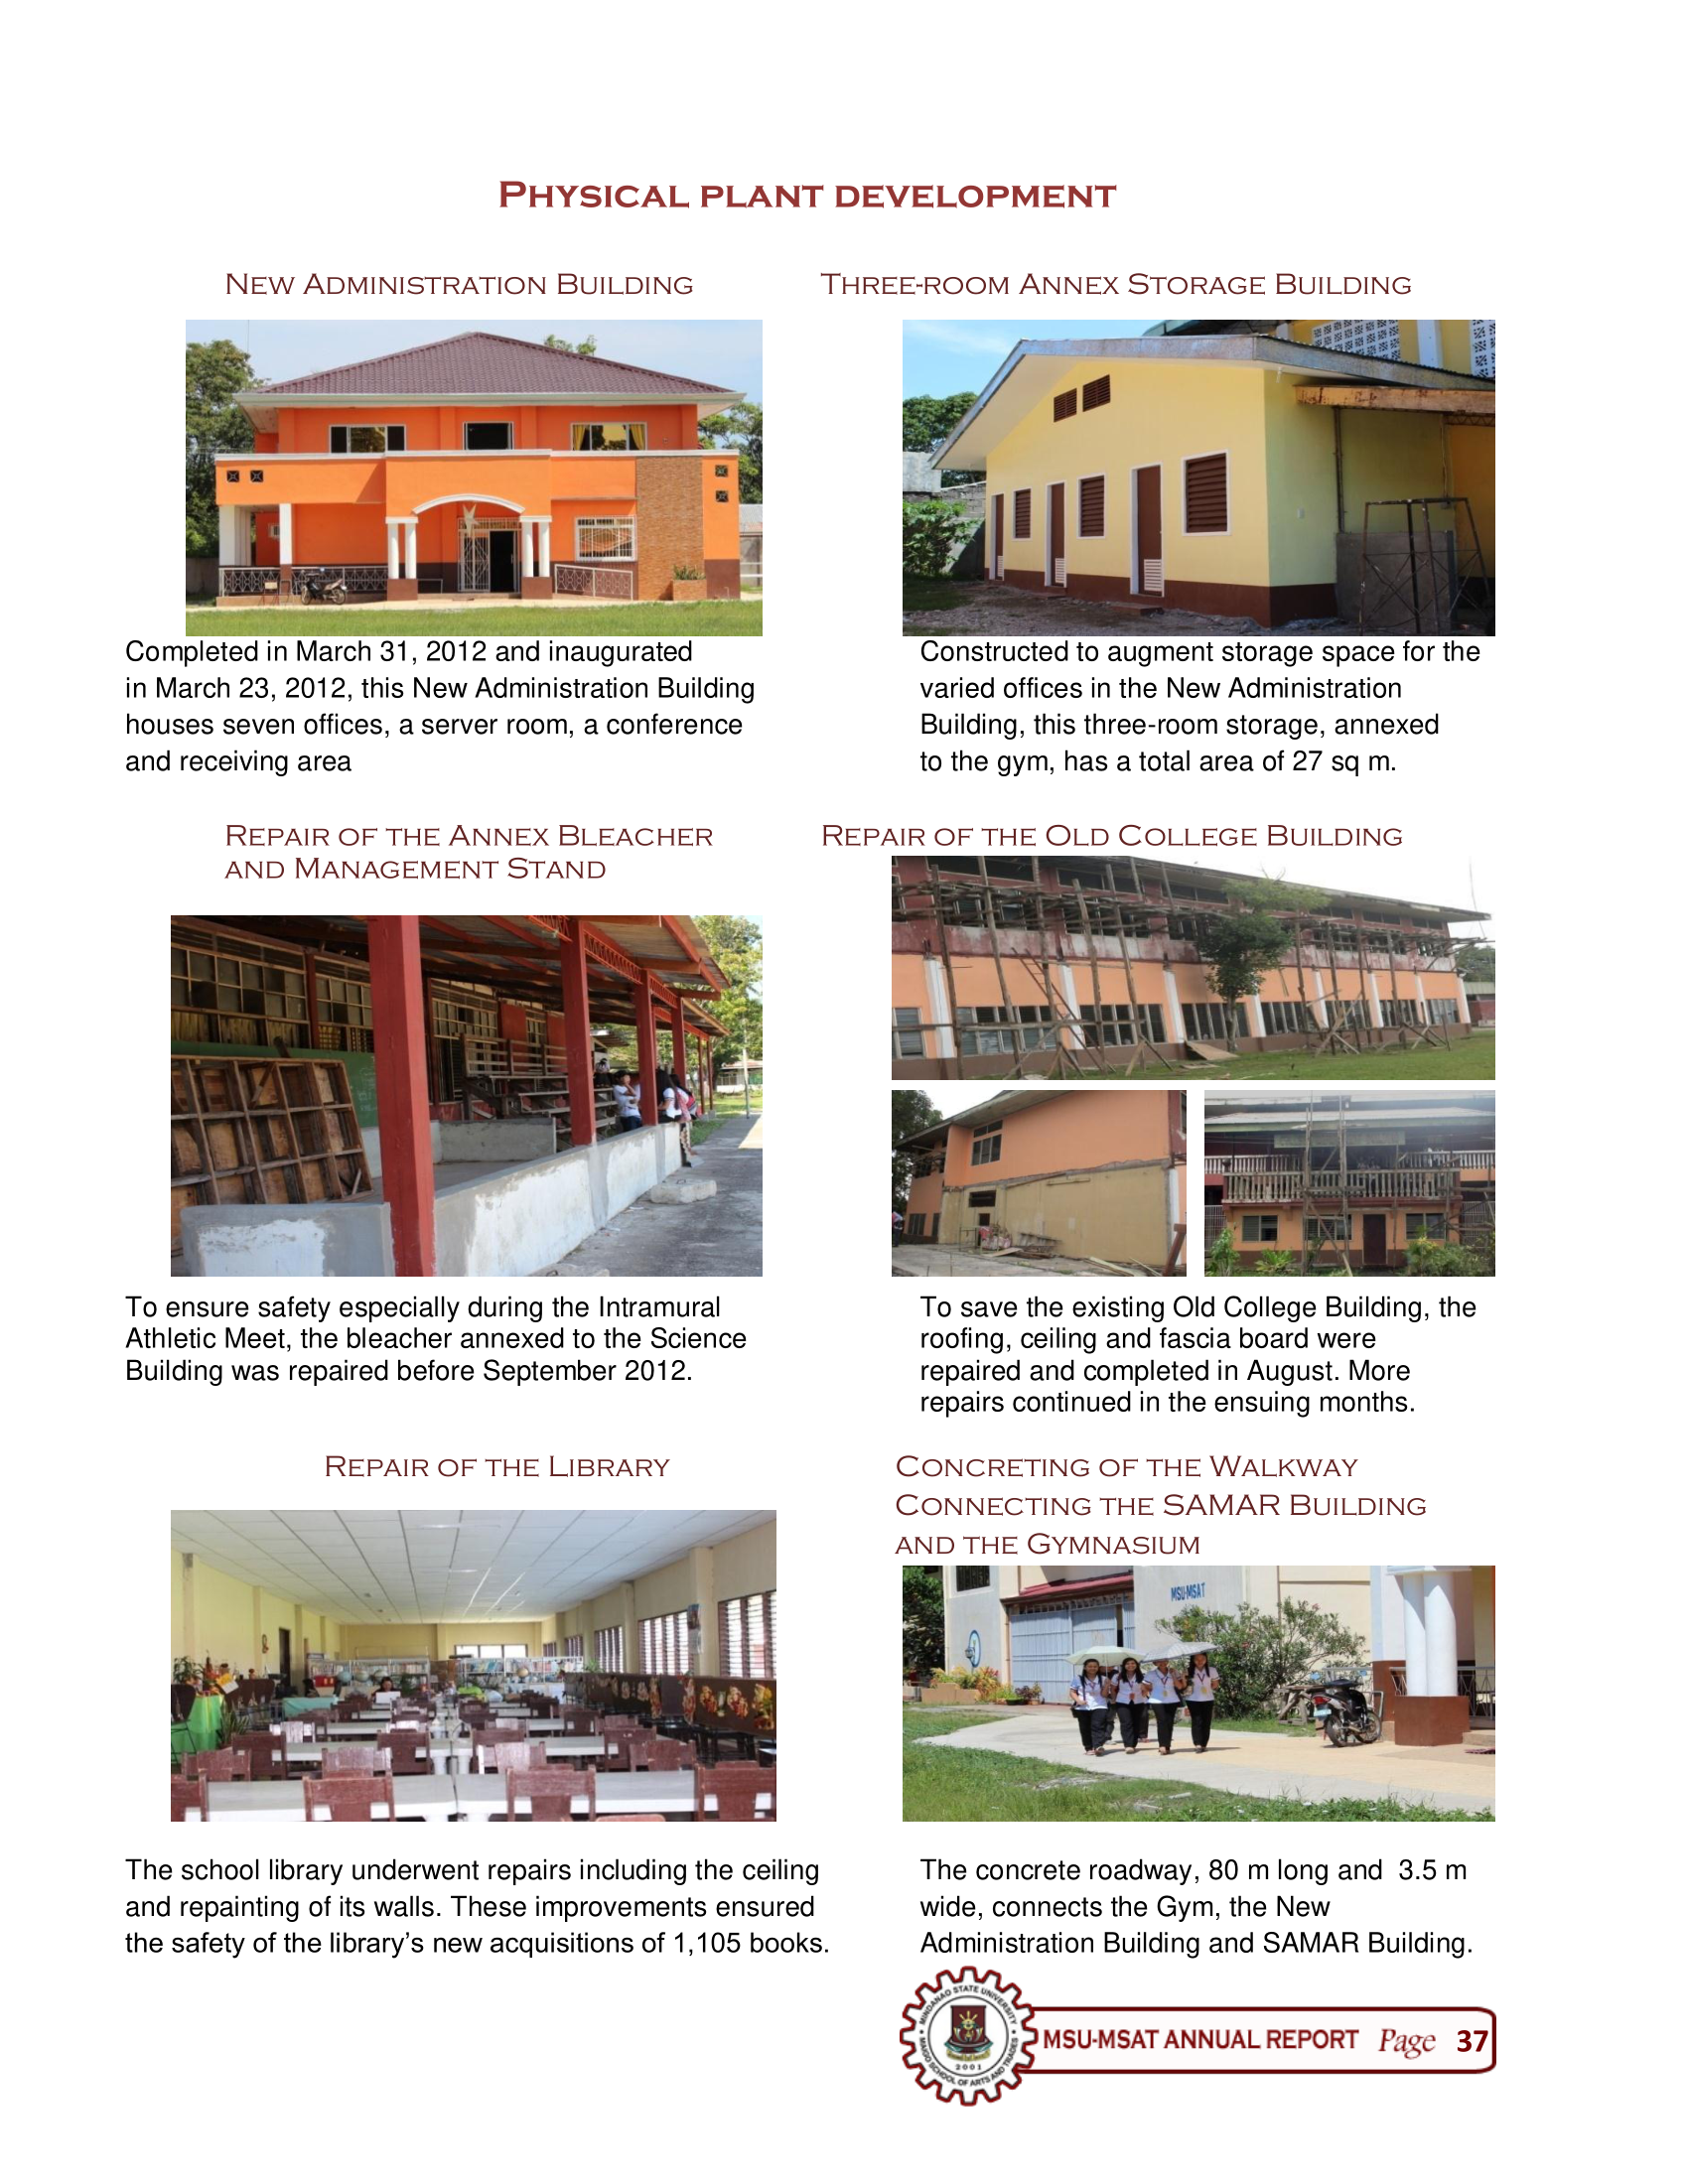 PHYSICAL PLANT DEVELOPMENT
NEW ADMINISTRATION BUILDING
Completed in March 31, 2012 and inaugurated
in March 23, 2012, this New Administration Building
houses seven offices, a server room, a conference
and receiving area
THREE-ROOM ANNEX STORAGE BUILDING
Constructed to augment storage space for the
varied offices in the New Administration
Building, this three-room storage, annexed
to the gym, has a total area of 27 sq m.
REPAIR OF THE ANNEX BLEACHER
AND MANAGEMENT STAND
To ensure safety especially during the Intramural
Athletic Meet, the bleacher annexed to the Science
Building was repaired before September 2012.
REPAIR OF THE OLD COLLEGE BUILDING
To save the existing Old College Building, the
roofing, ceiling and fascia board were
repaired and completed in August. More
repairs continued in the ensuing months.
REPAIR OF THE LIBRARY
The school library underwent repairs including the ceiling
and repainting of its walls. These improvements ensured
the safety of the library’s new acquisitions of 1,105 books.
CONCRETING OF THE WALKWAY
CONNECTING THE SAMAR BUILDING
AND THE GYMNASIUM
MSU-MSAT
The concrete roadway, 80 m long and 3.5 m
wide, connects the Gym, the New
Administration Building and SAMAR Building.
MINDANAO STATE UNIVERSITY
MAIGO SCHOOL OF ARTS AND TRADES
2001
MSU-MSAT ANNUAL REPORT Page 37